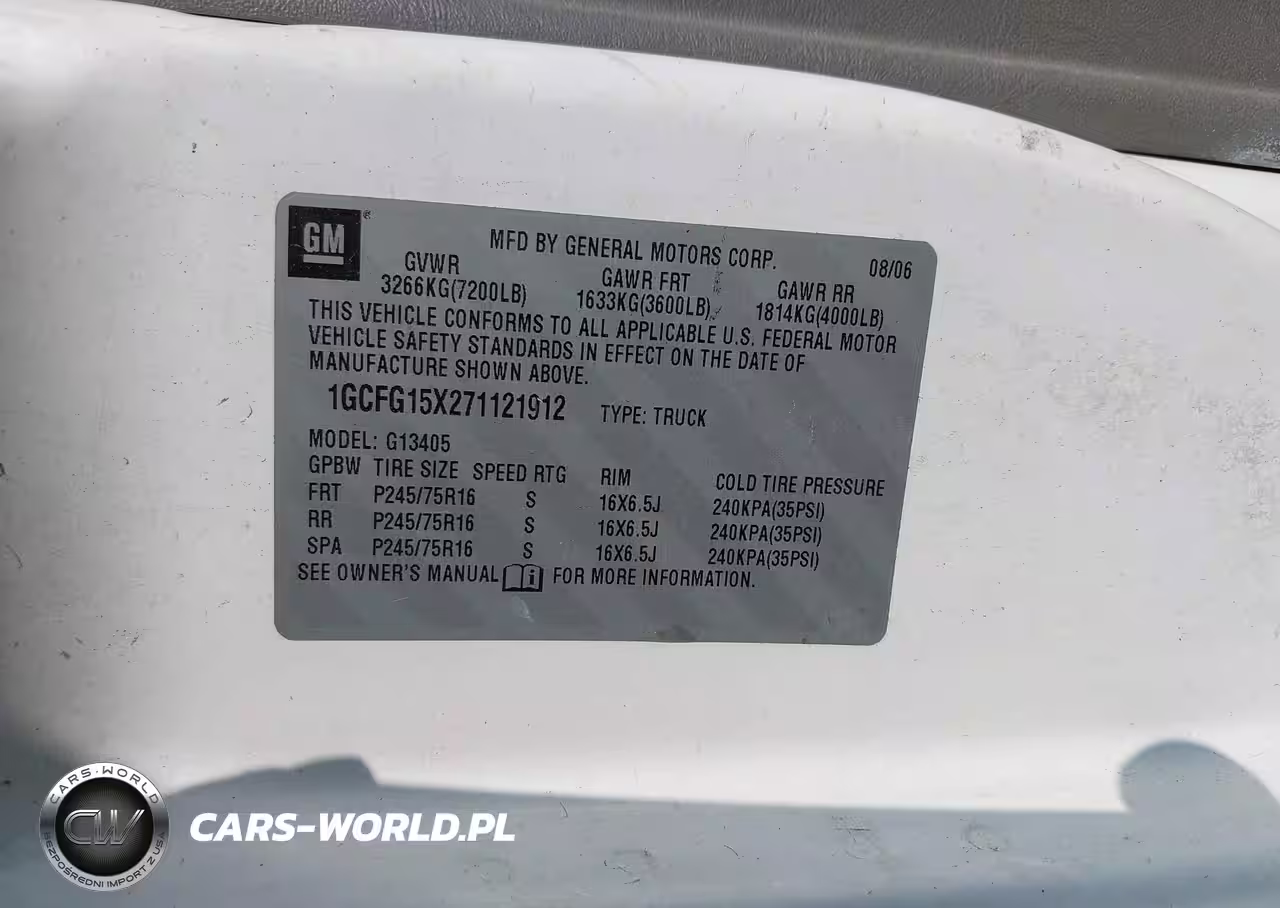 GM®
MFD BY GENERAL MOTORS CORP. 08/06
GVWR GAWR FRT GAWR RR
3266KG(7200LB) 1633KG(3600LB) 1814KG(4000LB)
THIS VEHICLE CONFORMS TO ALL APPLICABLE U.S. FEDERAL MOTOR
VEHICLE SAFETY STANDARDS IN EFFECT ON THE DATE OF
MANUFACTURE SHOWN ABOVE.
1GCFG15X271121912 TYPE: TRUCK
MODEL: G13405
GPBW TIRE SIZE SPEED RTG RIM COLD TIRE PRESSURE
FRT P245/75R16 S 16X6.5J 240KPA(35PSI)
RR P245/75R16 S 16X6.5J 240KPA(35PSI)
SPA P245/75R16 S 16X6.5J 240KPA(35PSI)
SEE OWNER'S MANUAL FOR MORE INFORMATION.
CARS-WORLD
CW
BEZPOŚREDNI IMPORT Z USA
CARS-WORLD.PL